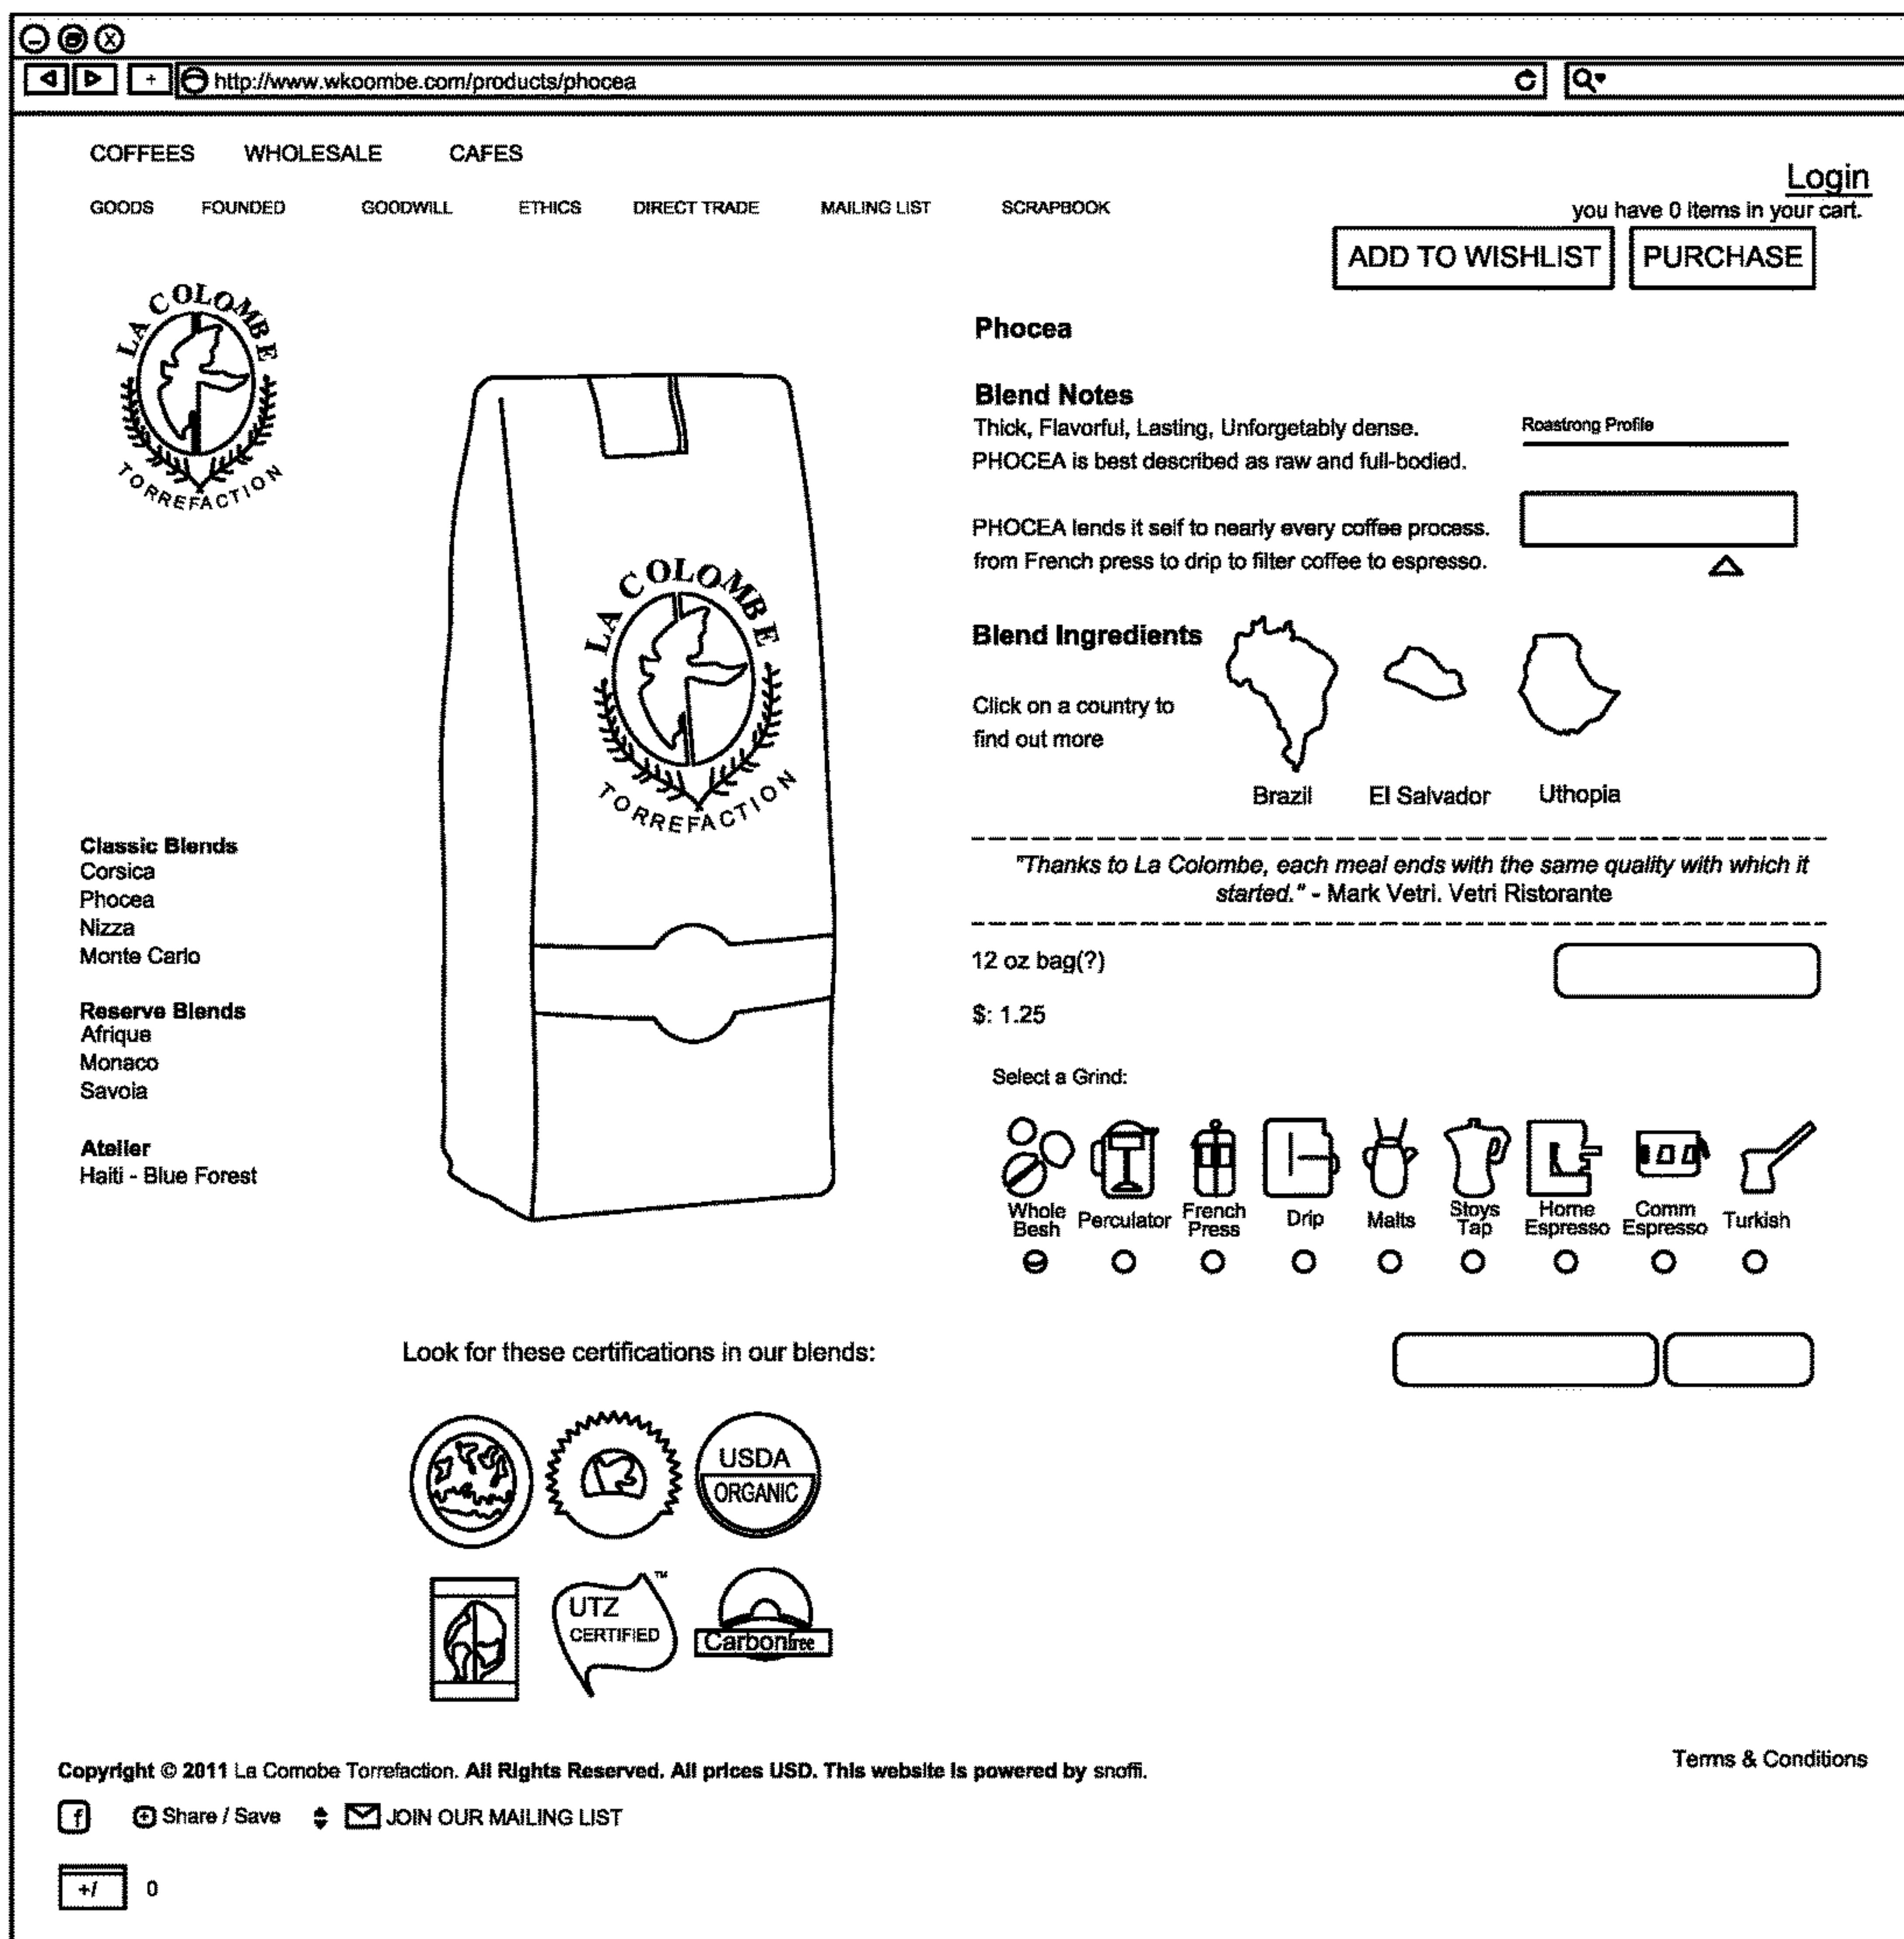 http://www.wkoombe.com/products/phocea
COFFEES WHOLESALE CAFES
Login
GOODS FOUNDED GOODWILL ETHICS DIRECT TRADE MAILING LIST SCRAPBOOK
you have 0 items in your cart.
ADD TO WISHLIST PURCHASE
LA COLOMBE
TORREFACTION
LA COLOMBE
TORREFACTION
Phocea
Blend Notes
Thick, Flavorful, Lasting, Unforgetably dense.
PHOCEA is best described as raw and full-bodied.
Roastrong Profile
PHOCEA lends it self to nearly every coffee process.
from French press to drip to filter coffee to espresso.
Blend Ingredients
Click on a country to
find out more
Brazil El Salvador Uthopia
"Thanks to La Colombe, each meal ends with the same quality with which it
started." - Mark Vetri. Vetri Ristorante
12 oz bag(?)
$: 1.25
Select a Grind:
Whole
Besh
Perculator
French
Press
Drip
Malts
Stoys
Tap
Home
Espresso
Comm
Espresso
Turkish
Classic Blends
Corsica
Phocea
Nizza
Monte Carlo
Reserve Blends
Afrique
Monaco
Savoia
Atelier
Haiti - Blue Forest
Look for these certifications in our blends:
USDA
ORGANIC
UTZ
CERTIFIED
TM
Carbonfree
Copyright © 2011 La Comobe Torrefaction. All Rights Reserved. All prices USD. This website is powered by snoffi.
Terms & Conditions
f Share / Save JOIN OUR MAILING LIST
+/ 0